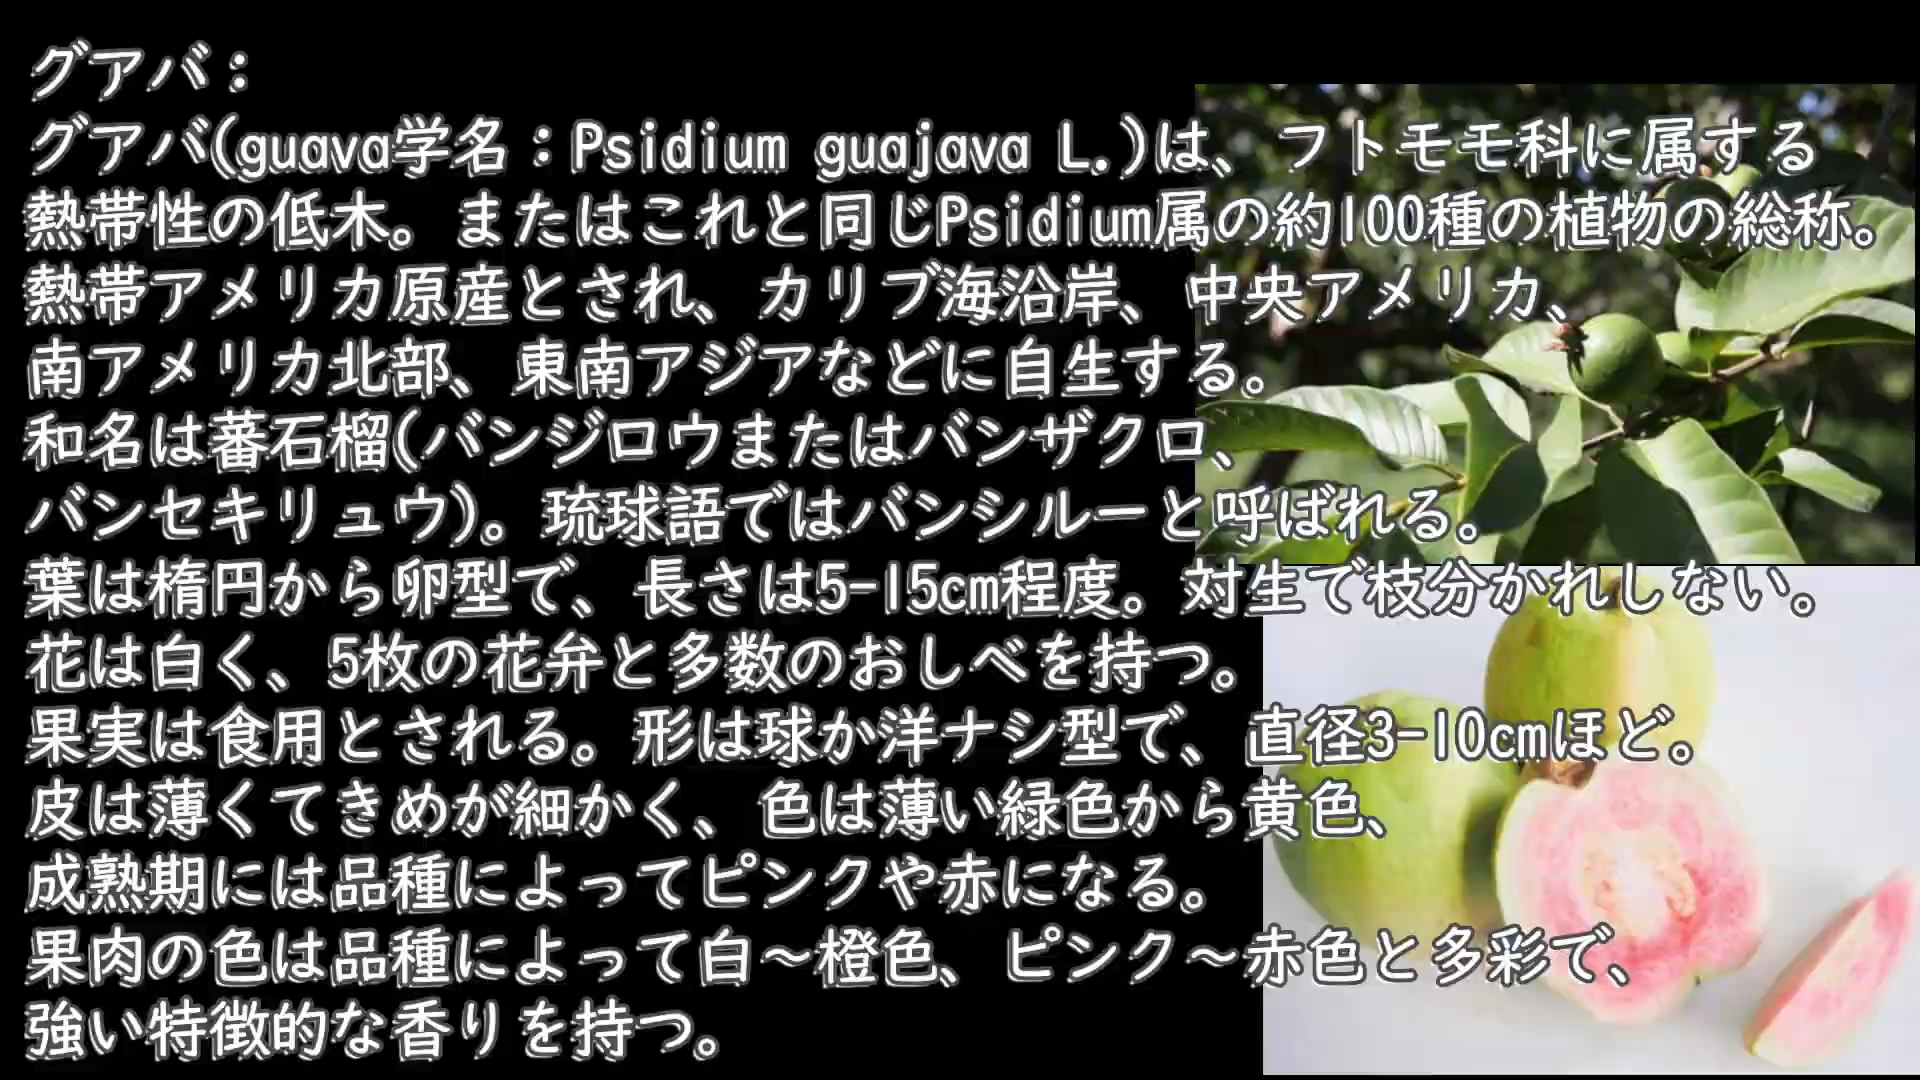 グアバ：
グアバ(guava学名：Psidium guajava L.)は、フトモモ科に属する
熱帯性の低木。またはこれと同じPsidium属の約100種の植物の総称。
熱帯アメリカ原産とされ、カリブ海沿岸、中央アメリカ、
南アメリカ北部、東南アジアなどに自生する。
和名は蕃石榴(バンジロウまたはバンザクロ、
バンセキリュウ)。琉球語ではバンシルーと呼ばれる。
葉は楕円から卵型で、長さは5-15cm程度。対生で枝分かれしない。
花は白く、5枚の花弁と多数のおしべを持つ。
果実は食用とされる。形は球か洋ナシ型で、直径3-10cmほど。
皮は薄くてきめが細かく、色は薄い緑色から黄色、
成熟期には品種によってピンクや赤になる。
果肉の色は品種によって白～橙色、ピンク～赤色と多彩で、
強い特徴的な香りを持つ。